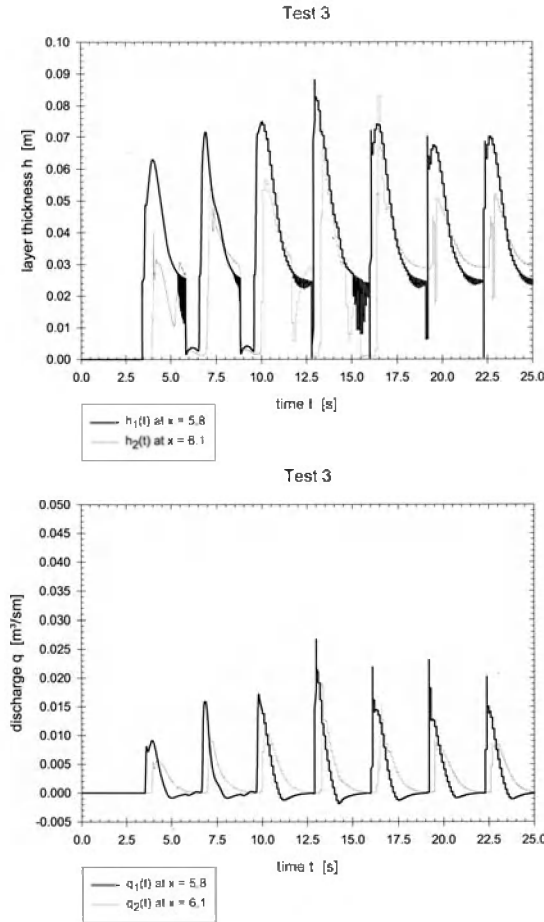 Test 3
0.10
0.09
0.08
0.07
0.06
0.05
0.04
0.03
0.02
0.01
0.00
layer thickness h [m]
0.0 2.5 5.0 7.5 10.0 12.5 15.0 17.5 20.0 22.5 25.0
time t [s]
h₁(t) at x = 5.8
h₂(t) at x = 6.1
Test 3
0.050
0.045
0.040
0.035
0.030
0.025
0.020
0.015
0.010
0.005
0.000
-0.005
discharge q [m³/sm]
0.0 2.5 5.0 7.5 10.0 12.5 15.0 17.5 20.0 22.5 25.0
time t [s]
q₁(t) at x = 5.8
q₂(t) at x = 6.1